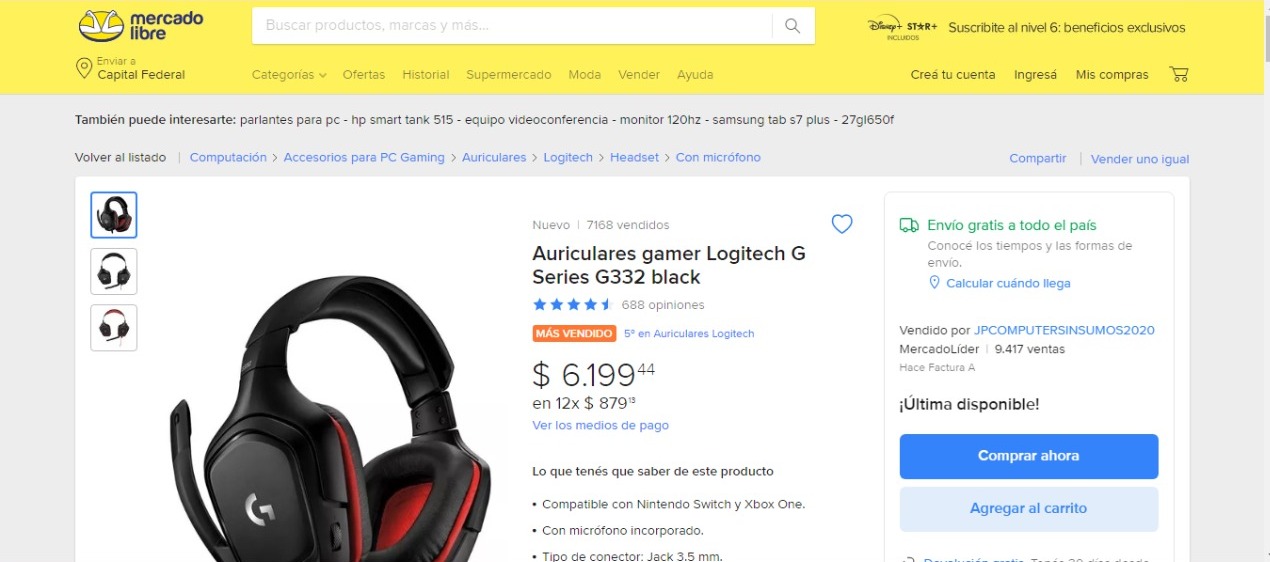 mercado
libre
Buscar productos, marcas y más...
Disney+ STAR+
INCLUIDOS
Suscribite al nivel 6: beneficios exclusivos
Enviar a
Capital Federal
Categorías Ofertas Historial Supermercado Moda Vender Ayuda
Creá tu cuenta Ingresá Mis compras
También puede interesarte: parlantes para pc - hp smart tank 515 - equipo videoconferencia - monitor 120hz - samsung tab s7 plus - 27gl650f
Volver al listado | Computación > Accesorios para PC Gaming > Auriculares > Logitech > Headset > Con micrófono
Compartir | Vender uno igual
Nuevo | 7168 vendidos
Auriculares gamer Logitech G
Series G332 black
688 opiniones
MÁS VENDIDO 5º en Auriculares Logitech
$ 6.199 44
en 12x $ 879 13
Ver los medios de pago
Lo que tenés que saber de este producto
• Compatible con Nintendo Switch y Xbox One.
• Con micrófono incorporado.
• Tipo de conector: Jack 3.5 mm.
Envío gratis a todo el país
Conocé los tiempos y las formas de
envío.
Calcular cuándo llega
Vendido por JPCOMPUTERSINSUMOS2020
MercadoLíder | 9.417 ventas
Hace Factura A
¡Última disponible!
Comprar ahora
Agregar al carrito
Devolución gratis. Tenés 30 días desde